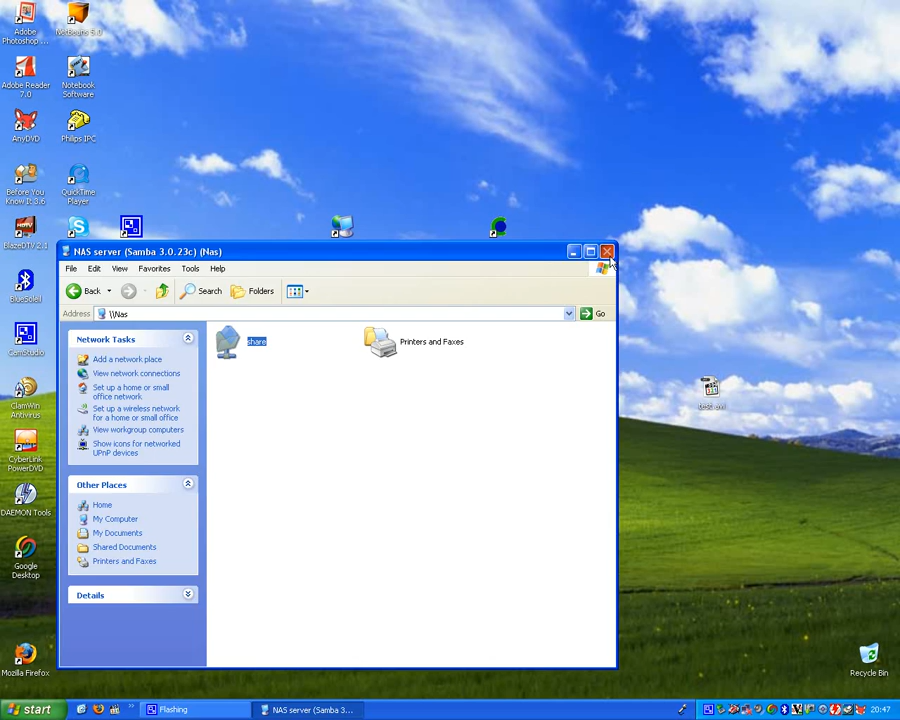 Adobe
Photoshop ...
NetBeans 5.0
Adobe Reader
7.0
Notebook
Software
AnyDVD
Philips IPC
Before You
Know It 3.6
QuickTime
Player
BlazeDTV 2.1
BlueSoleil
CamStudio
ClamWin
Antivirus
CyberLink
PowerDVD
DAEMON Tools
Google
Desktop
Mozilla Firefox
NAS server (Samba 3.0.23c) (Nas)
File Edit View Favorites Tools Help
Back Search Folders
Address \\Nas Go
Network Tasks
Add a network place
View network connections
Set up a home or small
office network
Set up a wireless network
for a home or small office
View workgroup computers
Show icons for networked
UPnP devices
Other Places
Home
My Computer
My Documents
Shared Documents
Printers and Faxes
Details
share
Printers and Faxes
test.avi
Recycle Bin
start
Flashing
NAS server (Samba 3....
20:47